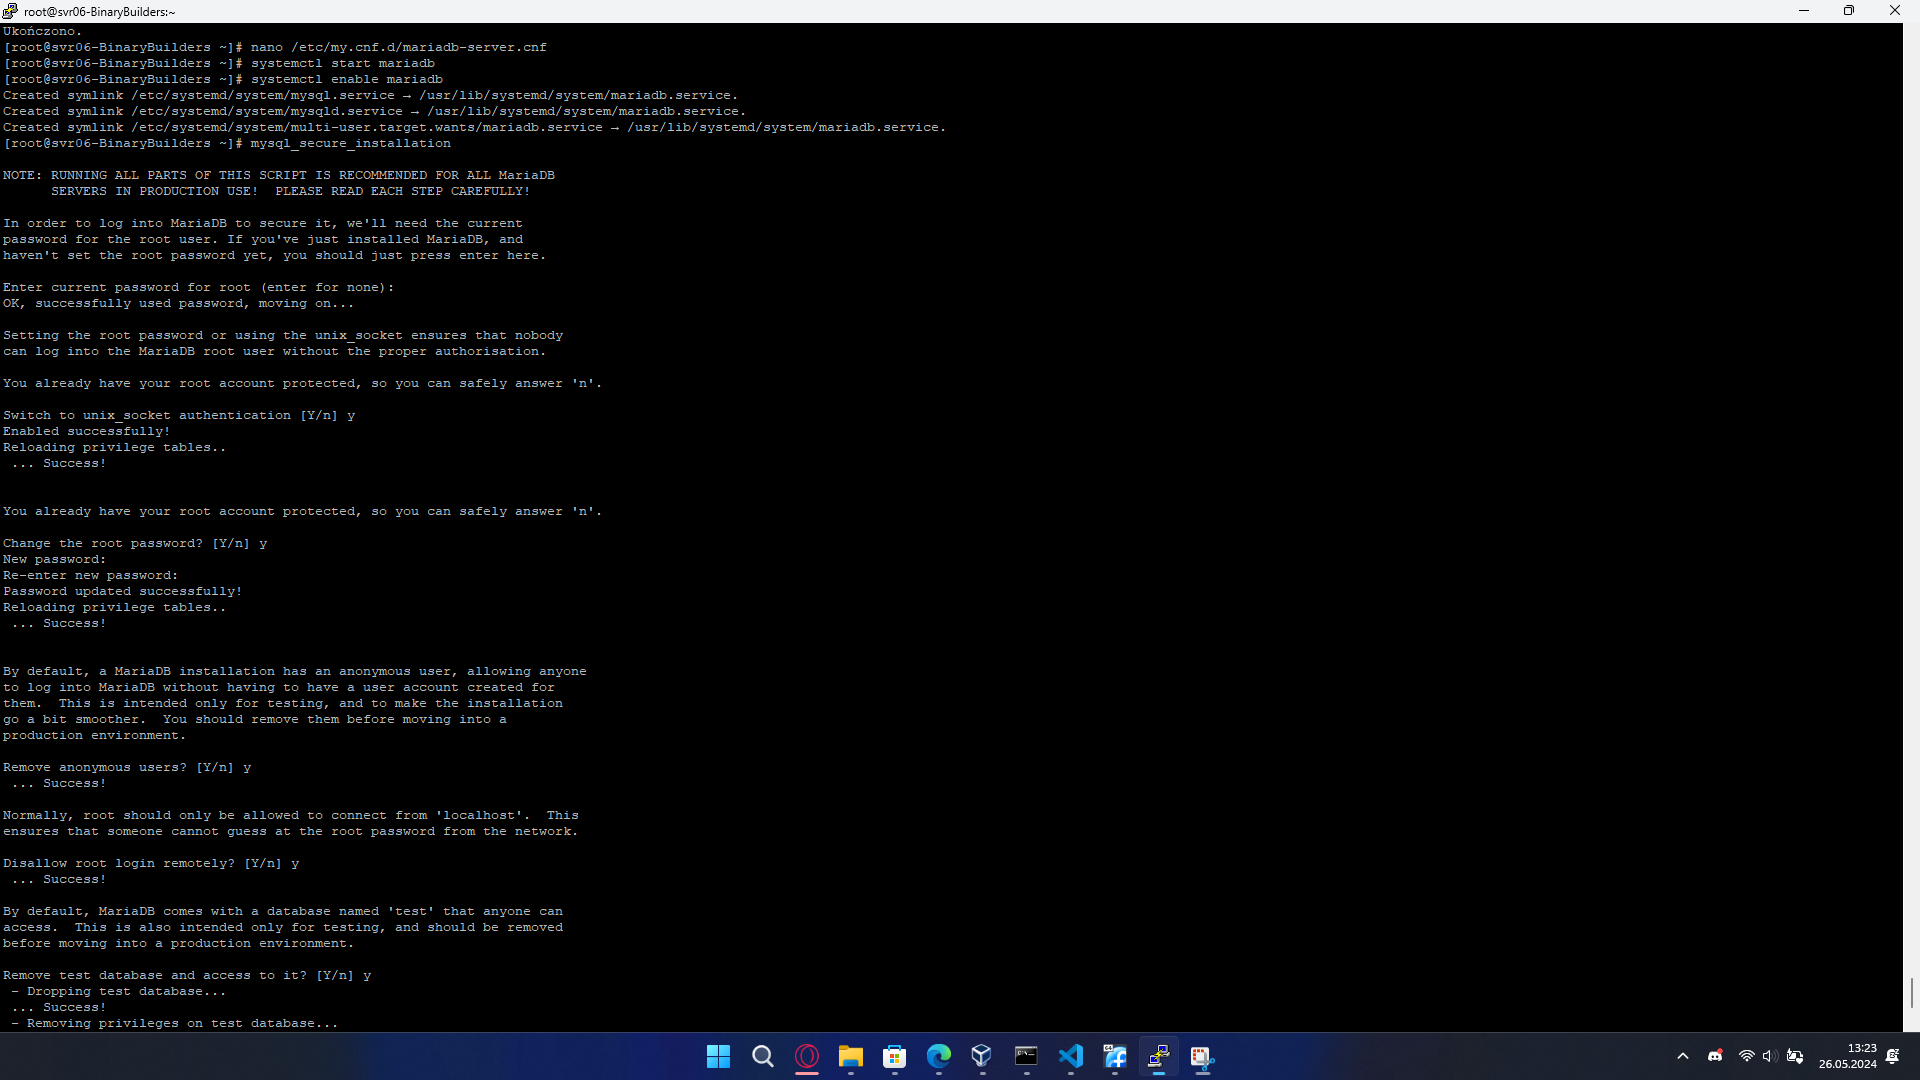 root@svr06-BinaryBuilders:~
Ukończono.
[root@svr06-BinaryBuilders ~]# nano /etc/my.cnf.d/mariadb-server.cnf
[root@svr06-BinaryBuilders ~]# systemctl start mariadb
[root@svr06-BinaryBuilders ~]# systemctl enable mariadb
Created symlink /etc/systemd/system/mysql.service → /usr/lib/systemd/system/mariadb.service.
Created symlink /etc/systemd/system/mysqld.service → /usr/lib/systemd/system/mariadb.service.
Created symlink /etc/systemd/system/multi-user.target.wants/mariadb.service → /usr/lib/systemd/system/mariadb.service.
[root@svr06-BinaryBuilders ~]# mysql_secure_installation
NOTE: RUNNING ALL PARTS OF THIS SCRIPT IS RECOMMENDED FOR ALL MariaDB
      SERVERS IN PRODUCTION USE!  PLEASE READ EACH STEP CAREFULLY!
In order to log into MariaDB to secure it, we'll need the current
password for the root user. If you've just installed MariaDB, and
haven't set the root password yet, you should just press enter here.
Enter current password for root (enter for none):
OK, successfully used password, moving on...
Setting the root password or using the unix_socket ensures that nobody
can log into the MariaDB root user without the proper authorisation.
You already have your root account protected, so you can safely answer 'n'.
Switch to unix_socket authentication [Y/n] y
Enabled successfully!
Reloading privilege tables..
 ... Success!
You already have your root account protected, so you can safely answer 'n'.
Change the root password? [Y/n] y
New password:
Re-enter new password:
Password updated successfully!
Reloading privilege tables..
 ... Success!
By default, a MariaDB installation has an anonymous user, allowing anyone
to log into MariaDB without having to have a user account created for
them.  This is intended only for testing, and to make the installation
go a bit smoother.  You should remove them before moving into a
production environment.
Remove anonymous users? [Y/n] y
 ... Success!
Normally, root should only be allowed to connect from 'localhost'.  This
ensures that someone cannot guess at the root password from the network.
Disallow root login remotely? [Y/n] y
 ... Success!
By default, MariaDB comes with a database named 'test' that anyone can
access.  This is also intended only for testing, and should be removed
before moving into a production environment.
Remove test database and access to it? [Y/n] y
 - Dropping test database...
 ... Success!
 - Removing privileges on test database...
13:23
26.05.2024